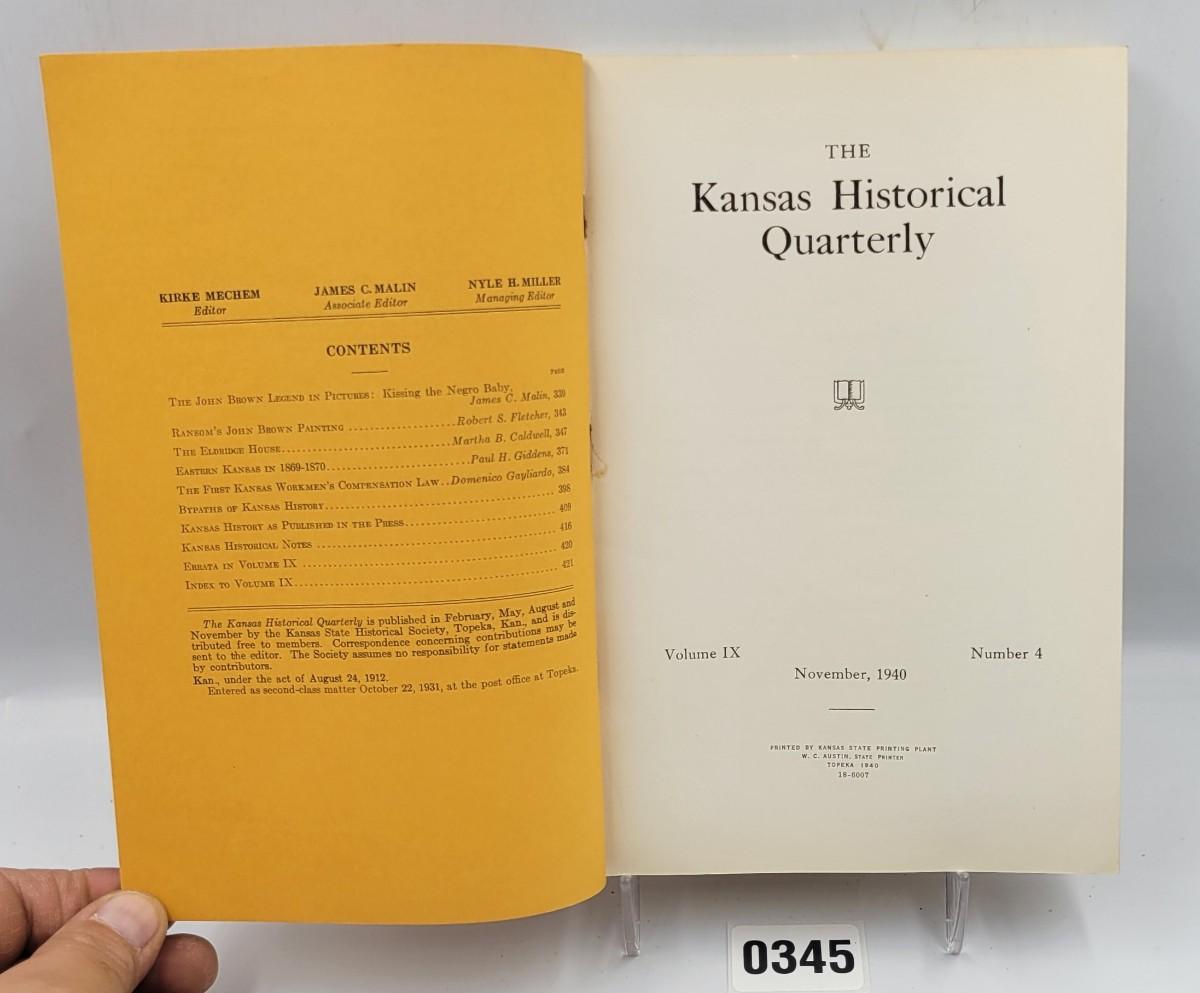 KIRKE MECHEM JAMES C. MALIN NYLE H. MILLER
Editor Associate Editor Managing Editor
CONTENTS
PAGE
THE JOHN BROWN LEGEND IN PICTURES: Kissing the Negro Baby,
James C. Malin, 339
RANSOM'S JOHN BROWN PAINTING ....................Robert S. Fletcher, 343
THE ELDRIDGE HOUSE................................Martha B. Caldwell, 347
EASTERN KANSAS IN 1869-1870...........................Paul H. Giddens, 371
THE FIRST KANSAS WORKMEN'S COMPENSATION LAW..Domenico Gagliardo, 384
BYPATHS OF KANSAS HISTORY............................................. 398
KANSAS HISTORY AS PUBLISHED IN THE PRESS............................. 409
KANSAS HISTORICAL NOTES .............................................. 416
ERRATA IN VOLUME IX .................................................. 420
INDEX TO VOLUME IX.................................................... 421
The Kansas Historical Quarterly is published in February, May, August and
November by the Kansas State Historical Society, Topeka, Kan., and is dis-
tributed free to members. Correspondence concerning contributions may be
sent to the editor. The Society assumes no responsibility for statements made
by contributors.
Kan., under the act of August 24, 1912.
Entered as second-class matter October 22, 1931, at the post office at Topeka.
THE
Kansas Historical
Quarterly
Volume IX Number 4
November, 1940
PRINTED BY KANSAS STATE PRINTING PLANT
W. C. AUSTIN, STATE PRINTER
TOPEKA 1940
18-6007
0345